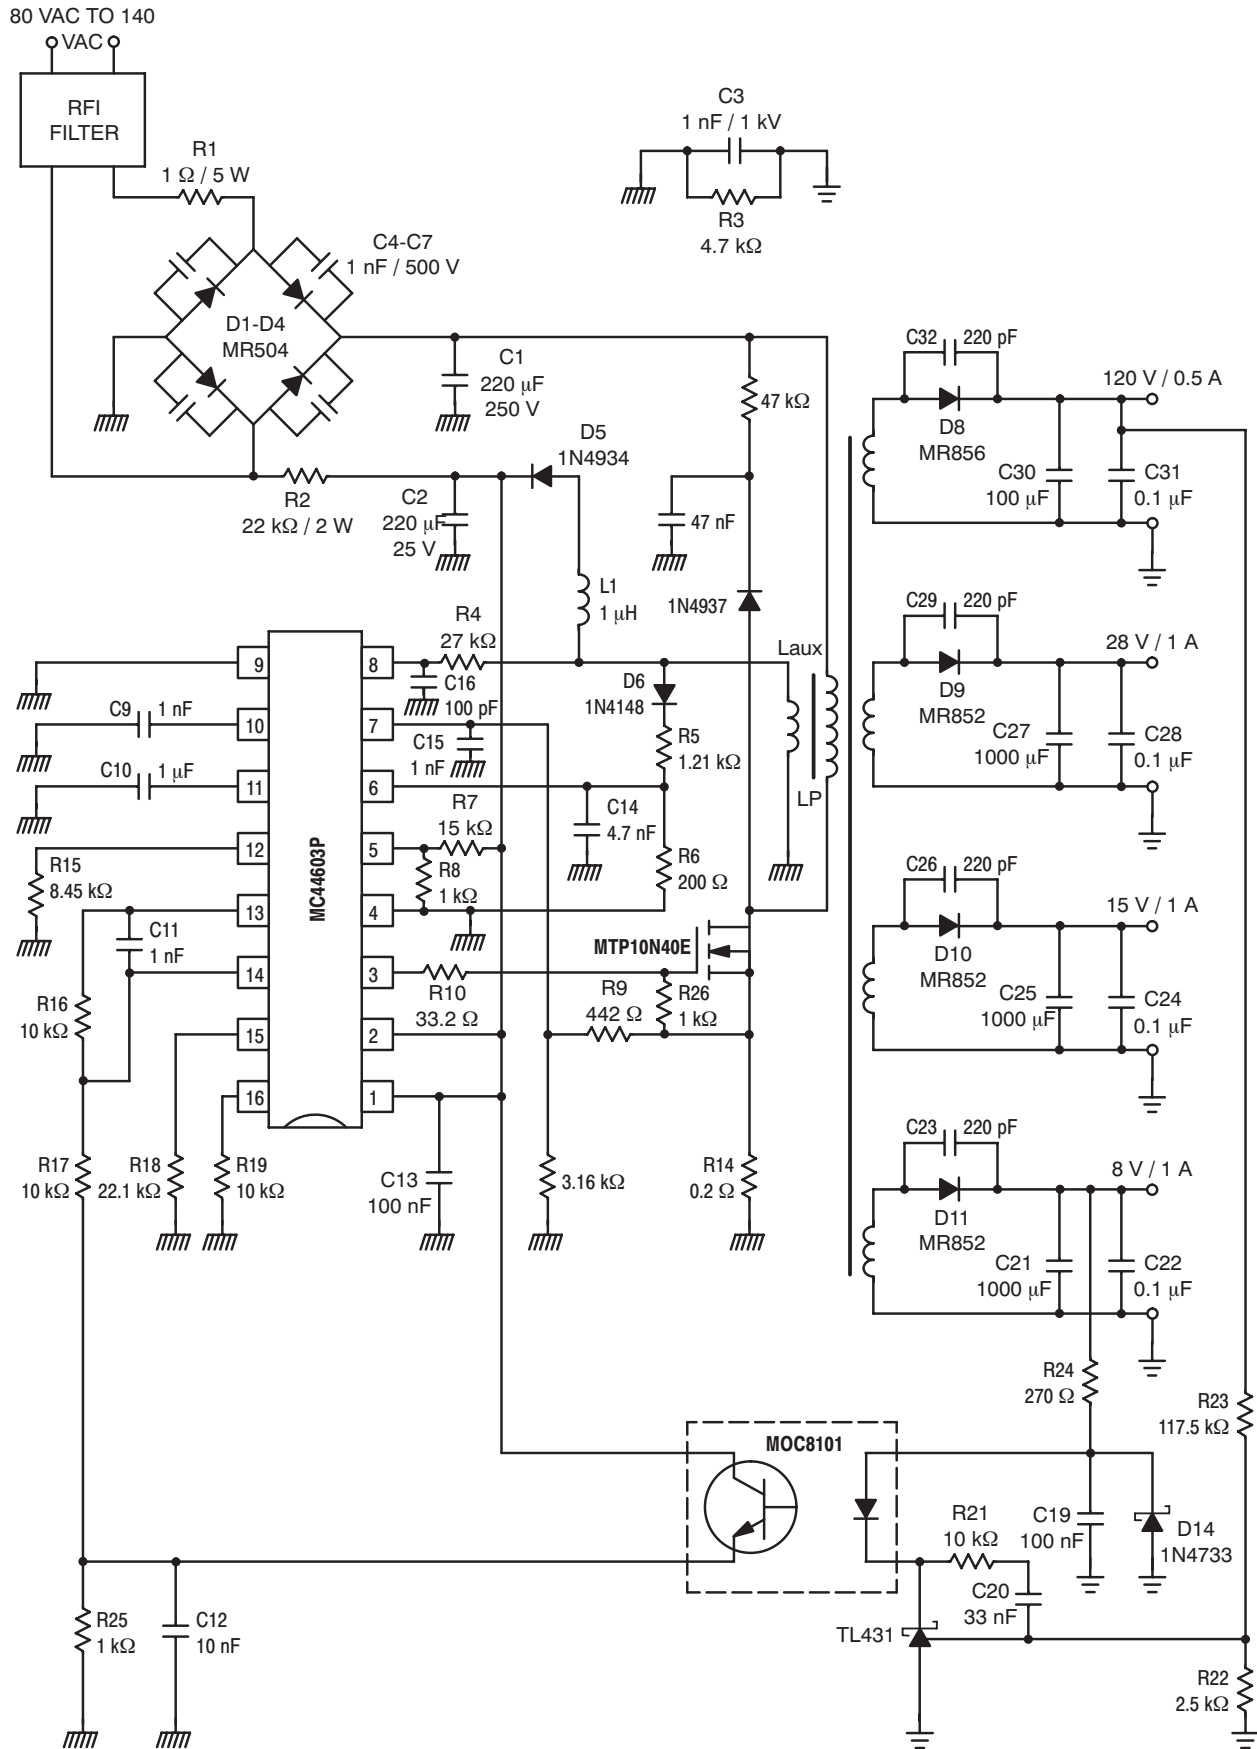 80 VAC TO 140
VAC
RFI
FILTER
R1
1 Ω / 5 W
C3
1 nF / 1 kV
R3
4.7 kΩ
C4-C7
1 nF / 500 V
D1-D4
MR504
C1
220 µF
250 V
47 kΩ
C32
220 pF
120 V / 0.5 A
D8
MR856
C30
100 µF
C31
0.1 µF
D5
1N4934
R2
22 kΩ / 2 W
C2
220 µF
25 V
47 nF
L1
1 µH
1N4937
C29
220 pF
28 V / 1 A
D9
MR852
C27
1000 µF
C28
0.1 µF
Laux
LP
R4
27 kΩ
C16
100 pF
D6
1N4148
C15
1 nF
R5
1.21 kΩ
R7
15 kΩ
C14
4.7 nF
R8
1 kΩ
R6
200 Ω
9
8
10
7
11
6
12
5
13
4
14
3
15
2
16
1
MC44603P
C9
1 nF
C10
1 µF
R15
8.45 kΩ
C11
1 nF
R16
10 kΩ
MTP10N40E
R10
33.2 Ω
R9
442 Ω
R26
1 kΩ
C26
220 pF
15 V / 1 A
D10
MR852
C25
1000 µF
C24
0.1 µF
R17
10 kΩ
R18
22.1 kΩ
R19
10 kΩ
C13
100 nF
3.16 kΩ
R14
0.2 Ω
C23
220 pF
8 V / 1 A
D11
MR852
C21
1000 µF
C22
0.1 µF
R24
270 Ω
R23
117.5 kΩ
MOC8101
R21
10 kΩ
C19
100 nF
D14
1N4733
C20
33 nF
TL431
R25
1 kΩ
C12
10 nF
R22
2.5 kΩ